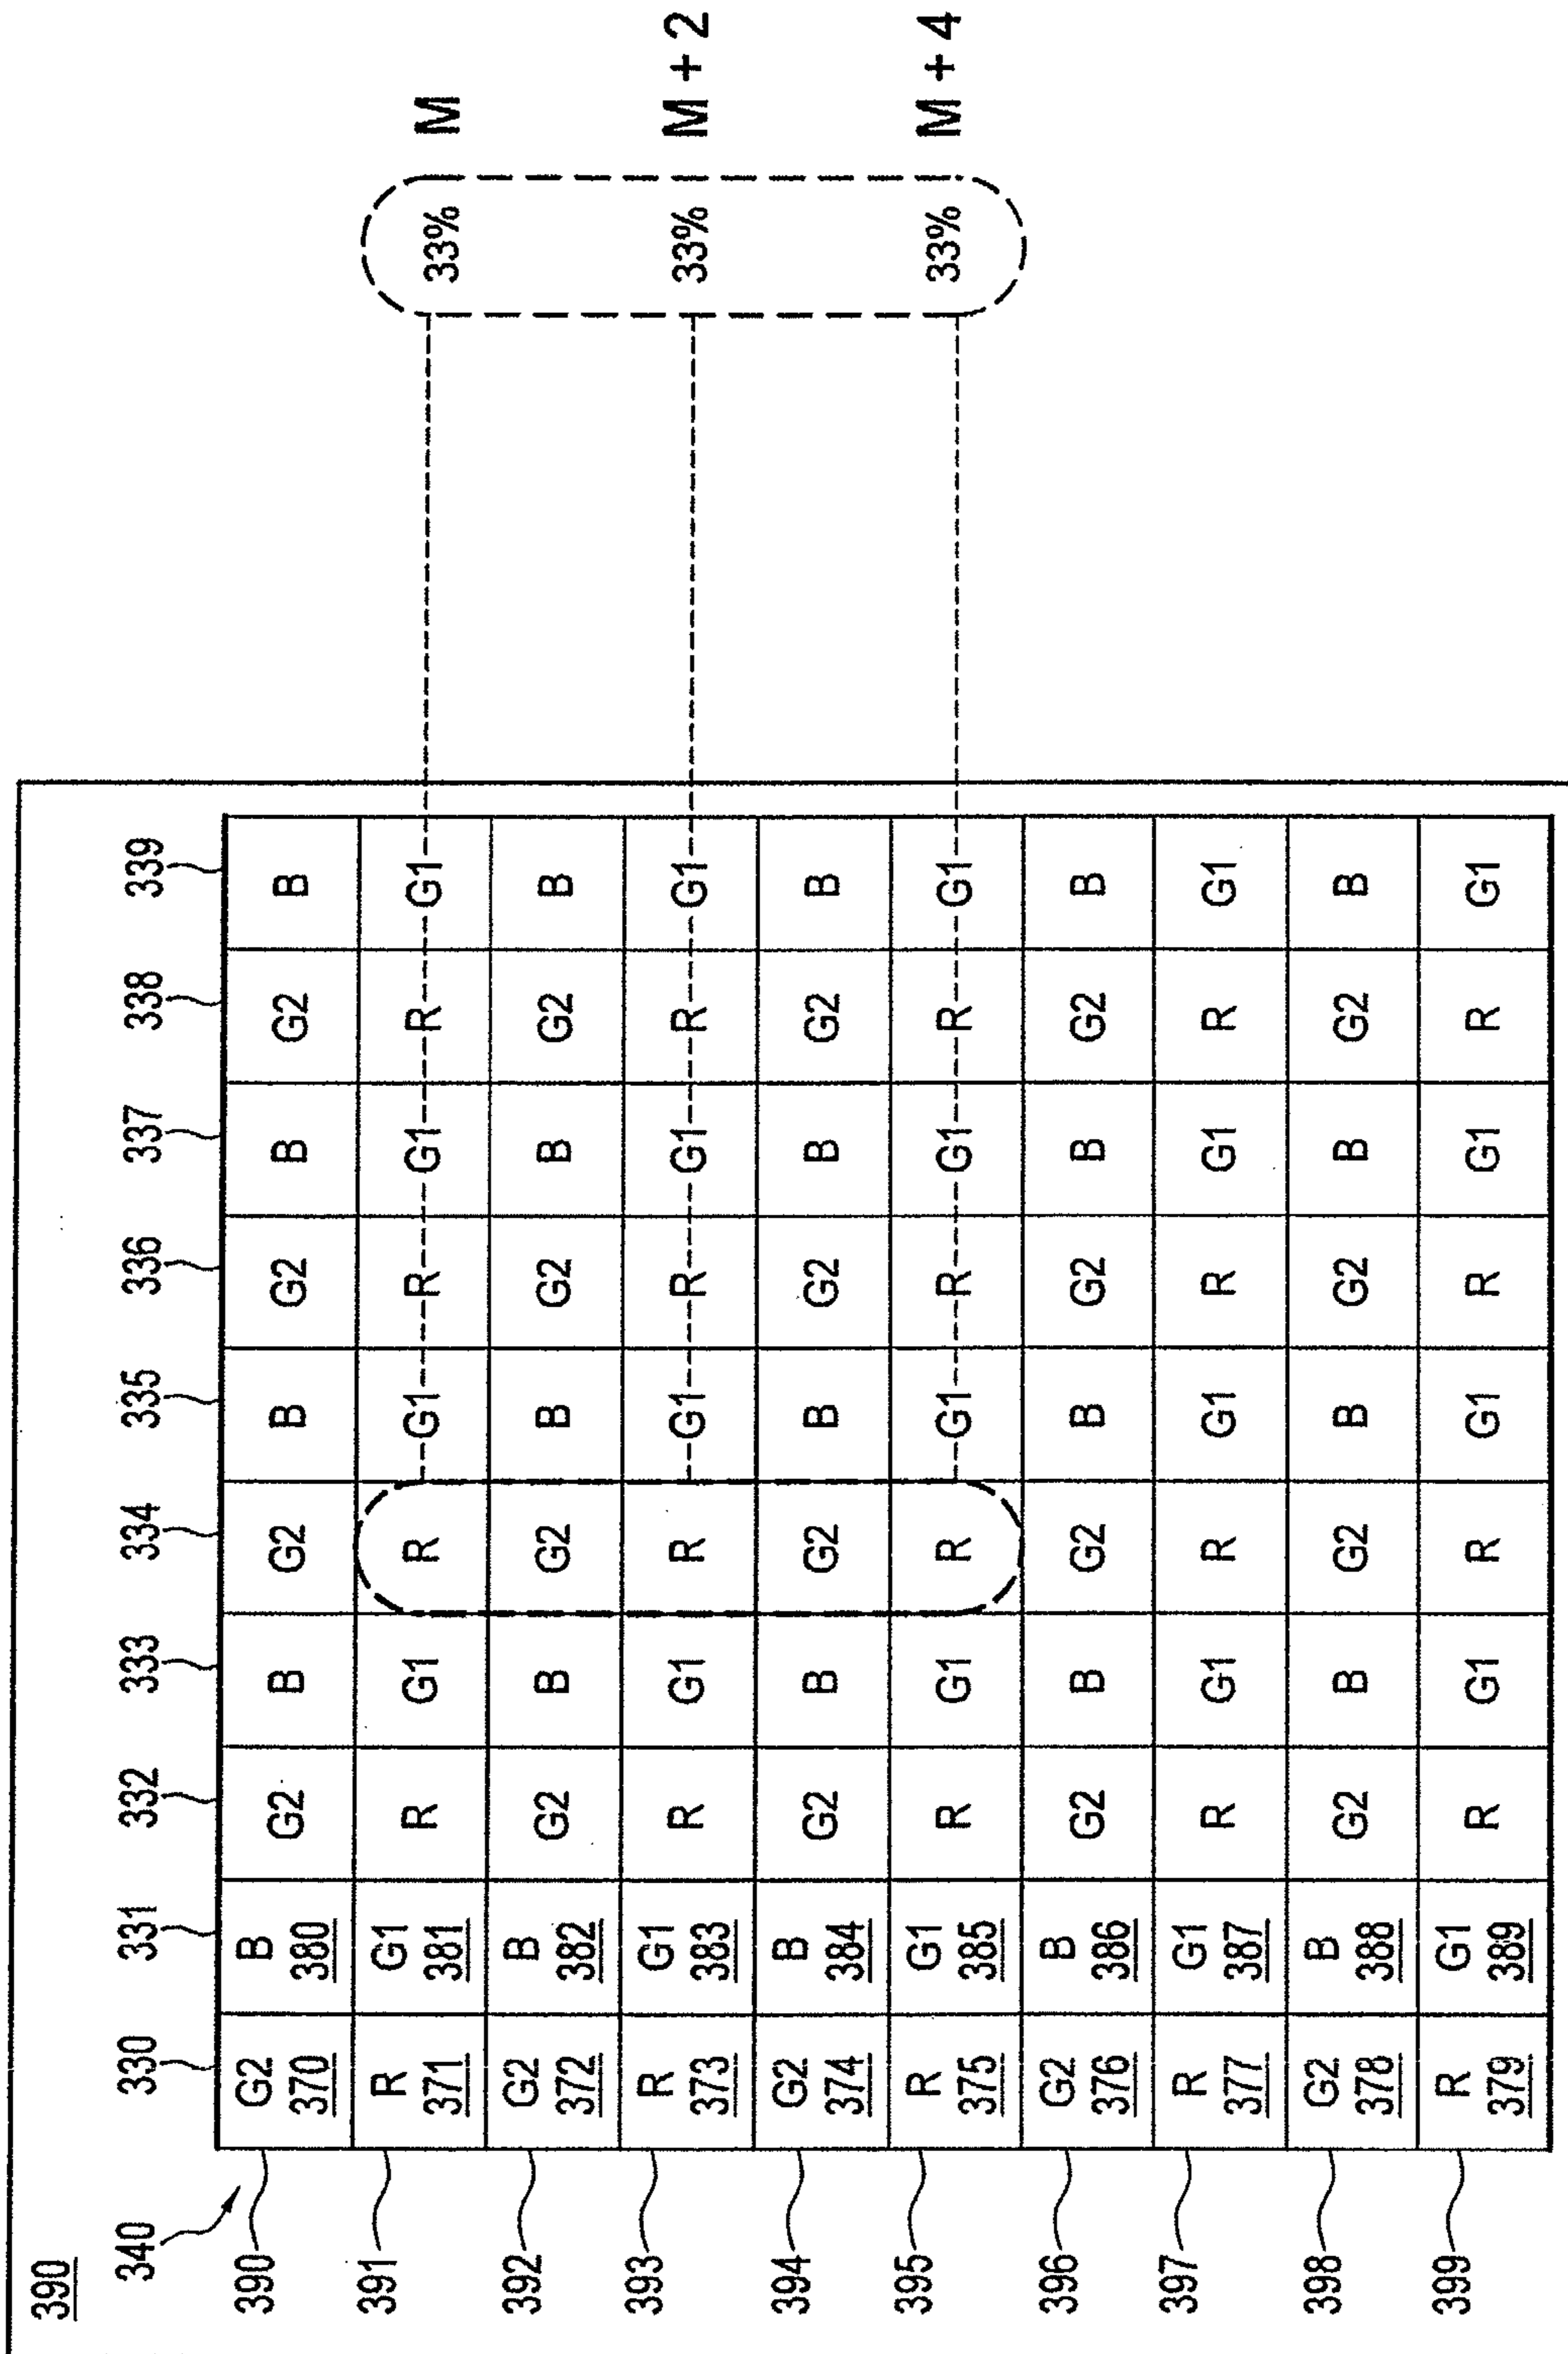 390
340
330 331 332 333 334 335 336 337 338 339
390 G2 B G2 B G2 B G2 B G2 B
370 380
391 R G1 R G1 R G1 R G1 R G1 33% M
371 381
392 G2 B G2 B G2 B G2 B G2 B
372 382
393 R G1 R G1 R G1 R G1 R G1 33% M + 2
373 383
394 G2 B G2 B G2 B G2 B G2 B
374 384
395 R G1 R G1 R G1 R G1 R G1 33% M + 4
375 385
396 G2 B G2 B G2 B G2 B G2 B
376 386
397 R G1 R G1 R G1 R G1 R G1
377 387
398 G2 B G2 B G2 B G2 B G2 B
378 388
399 R G1 R G1 R G1 R G1 R G1
379 389